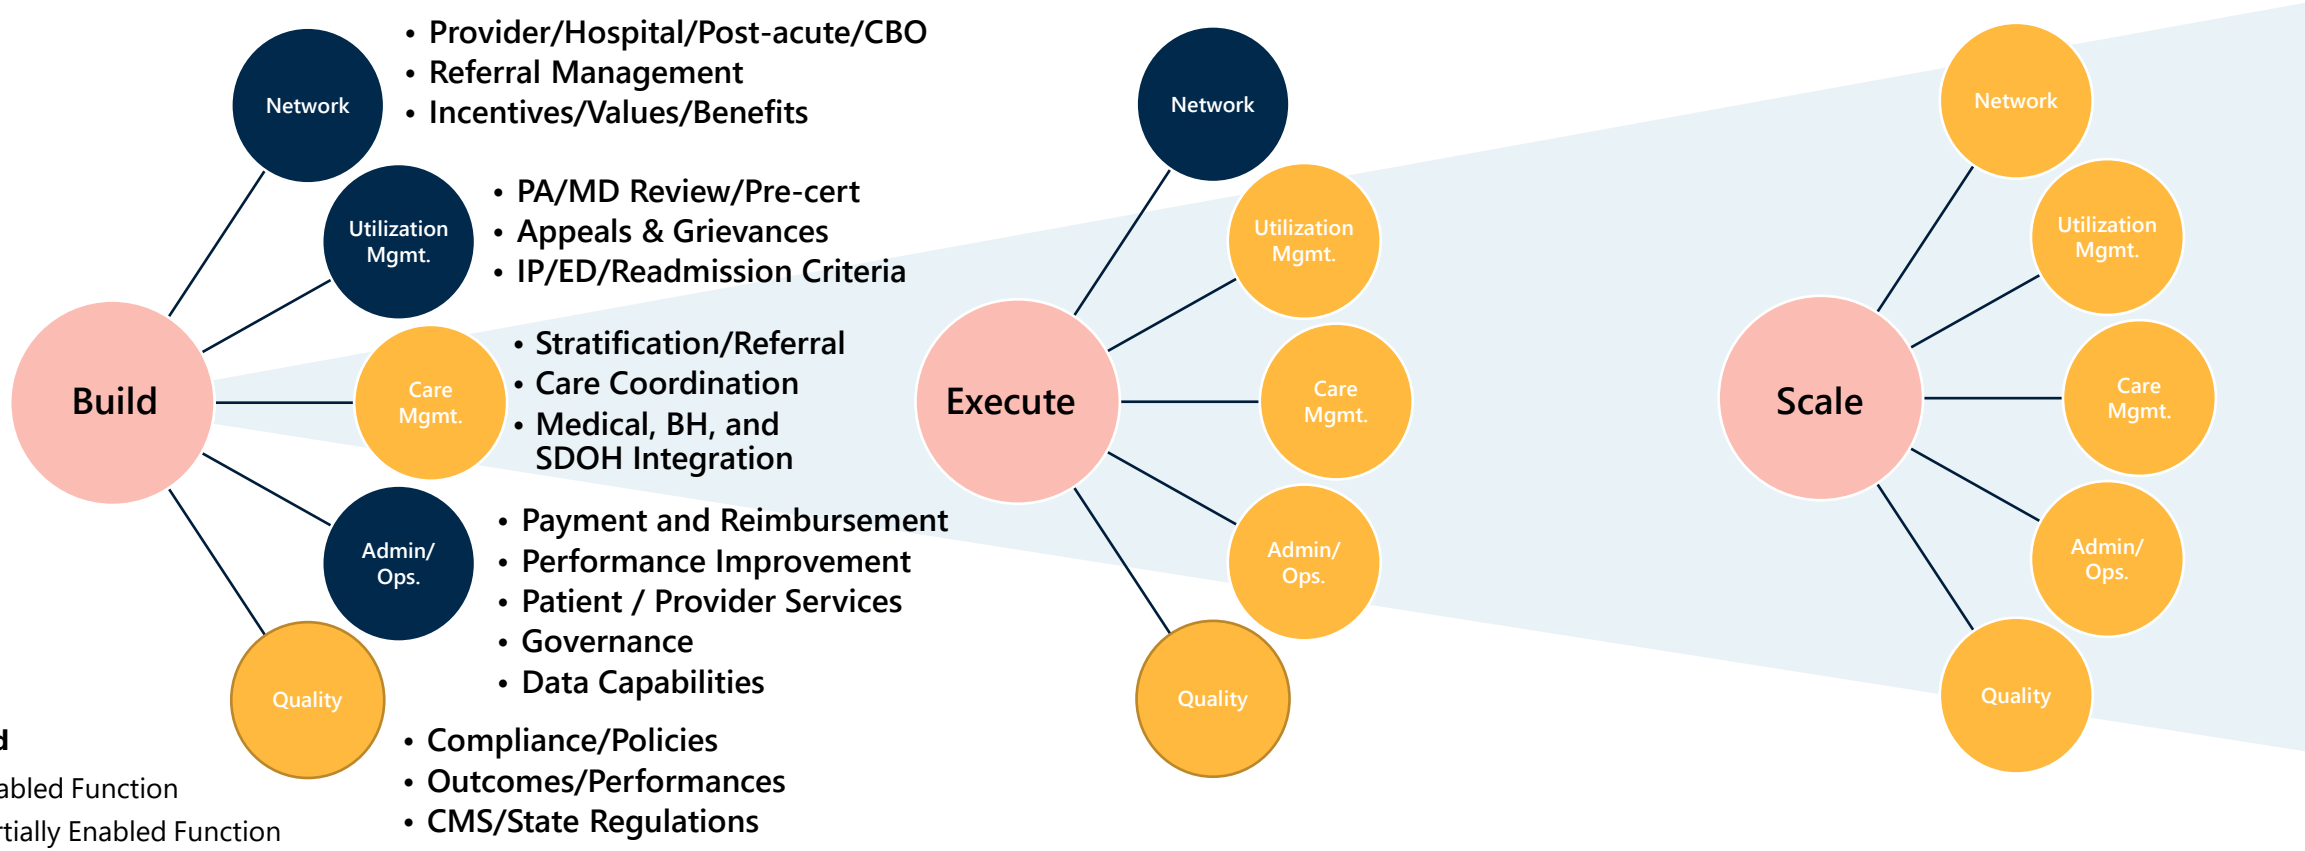 Network
• Provider/Hospital/Post-acute/CBO
• Referral Management
• Incentives/Values/Benefits
Utilization
Mgmt.
• PA/MD Review/Pre-cert
• Appeals & Grievances
• IP/ED/Readmission Criteria
Build
Care
Mgmt.
• Stratification/Referral
• Care Coordination
• Medical, BH, and
SDOH Integration
Admin/
Ops.
• Payment and Reimbursement
• Performance Improvement
• Patient / Provider Services
• Governance
• Data Capabilities
Quality
• Compliance/Policies
• Outcomes/Performances
• CMS/State Regulations
Function
Enabled Function
Network
Utilization
Mgmt.
Execute
Care
Mgmt.
Admin/
Ops.
Quality
Network
Utilization
Mgmt.
Scale
Care
Mgmt.
Admin/
Ops.
Quality